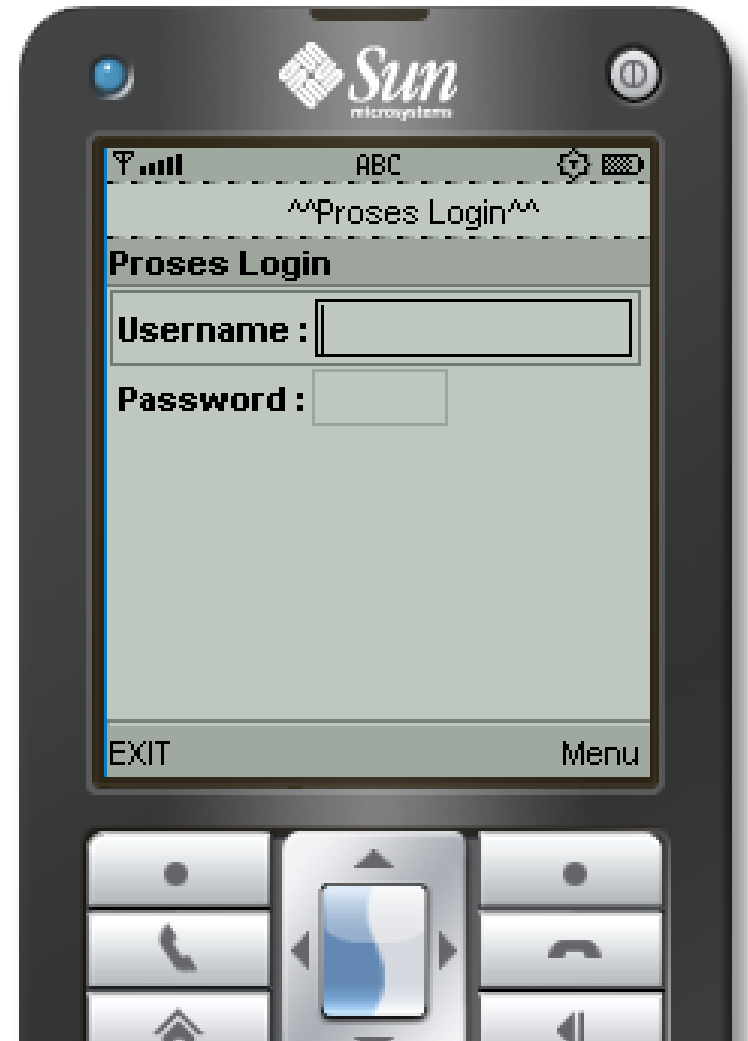 Sun
microsystems
ABC
^^Proses Login^^
Proses Login
Username :
Password :
EXIT
Menu